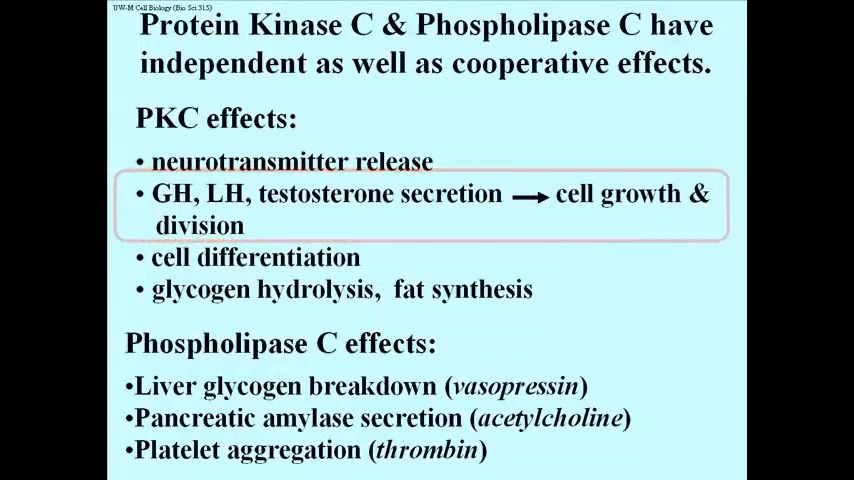 UW-M Cell Biology (Bio Sci 315)
Protein Kinase C & Phospholipase C have
independent as well as cooperative effects.
PKC effects:
• neurotransmitter release
• GH, LH, testosterone secretion → cell growth &
division
• cell differentiation
• glycogen hydrolysis, fat synthesis
Phospholipase C effects:
•Liver glycogen breakdown (vasopressin)
•Pancreatic amylase secretion (acetylcholine)
•Platelet aggregation (thrombin)